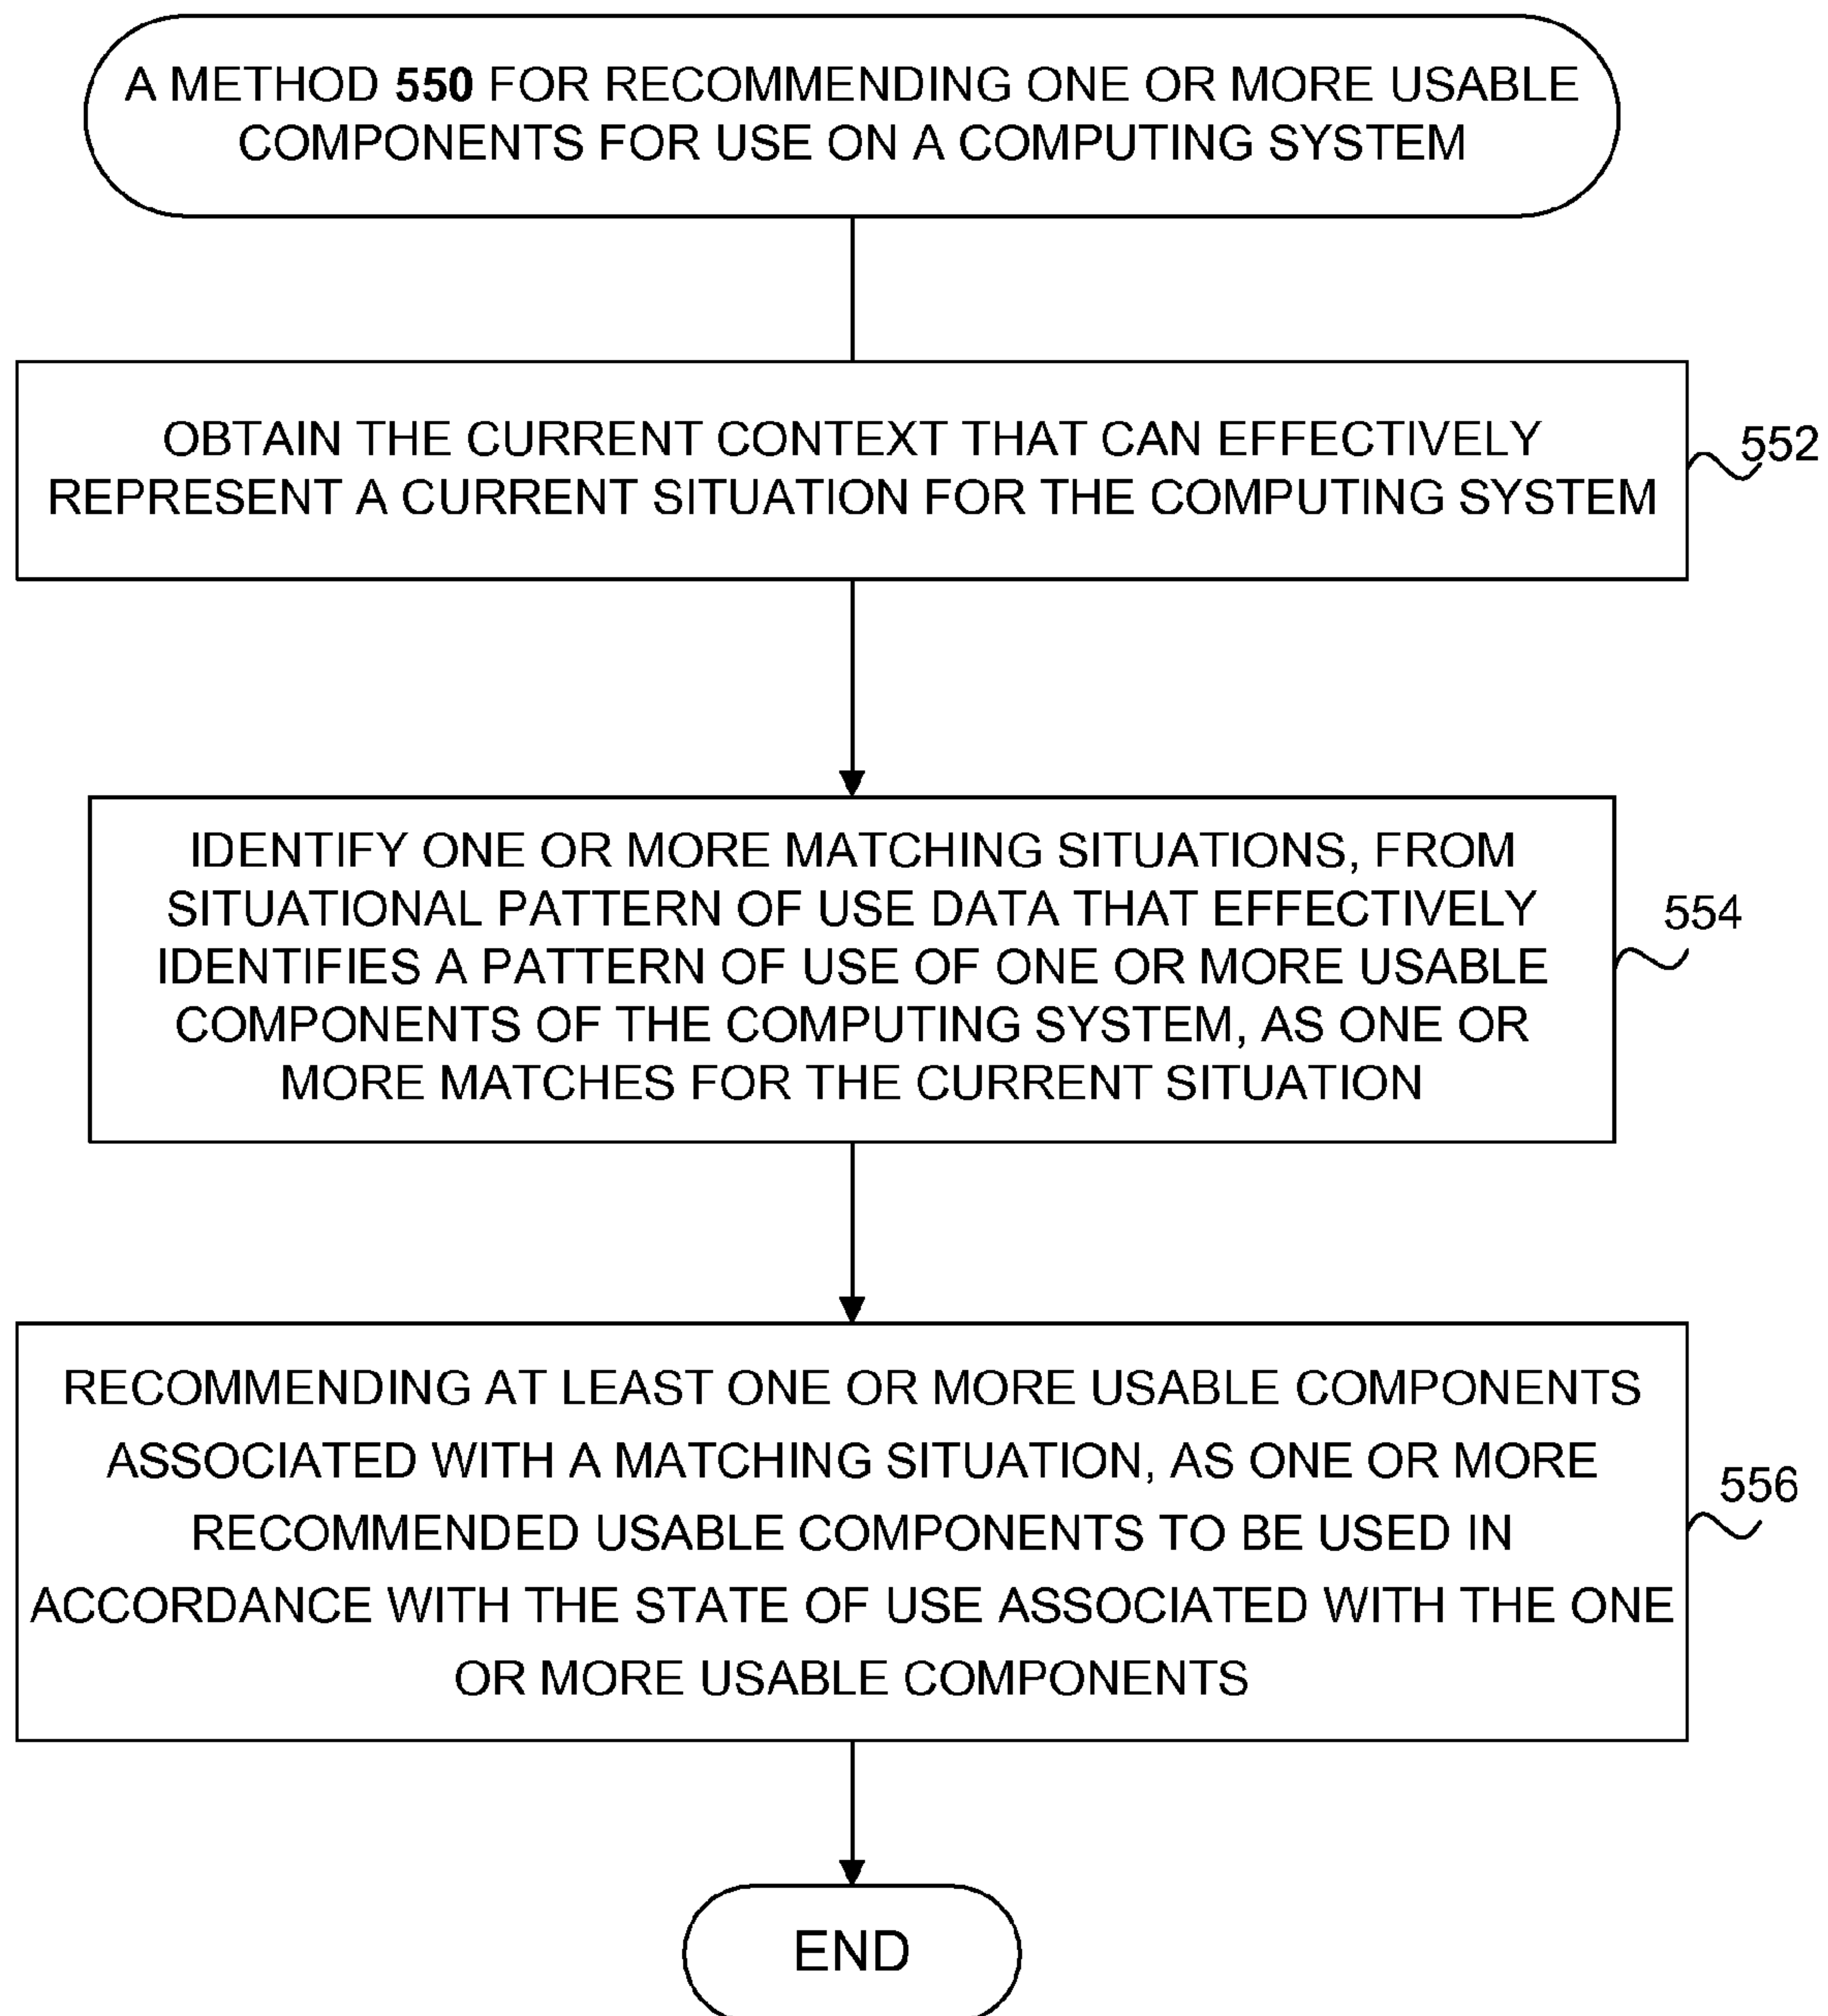 A METHOD 550 FOR RECOMMENDING ONE OR MORE USABLE
COMPONENTS FOR USE ON A COMPUTING SYSTEM
OBTAIN THE CURRENT CONTEXT THAT CAN EFFECTIVELY
REPRESENT A CURRENT SITUATION FOR THE COMPUTING SYSTEM
552
IDENTIFY ONE OR MORE MATCHING SITUATIONS, FROM
SITUATIONAL PATTERN OF USE DATA THAT EFFECTIVELY
IDENTIFIES A PATTERN OF USE OF ONE OR MORE USABLE
COMPONENTS OF THE COMPUTING SYSTEM, AS ONE OR
MORE MATCHES FOR THE CURRENT SITUATION
554
RECOMMENDING AT LEAST ONE OR MORE USABLE COMPONENTS
ASSOCIATED WITH A MATCHING SITUATION, AS ONE OR MORE
RECOMMENDED USABLE COMPONENTS TO BE USED IN
ACCORDANCE WITH THE STATE OF USE ASSOCIATED WITH THE ONE
OR MORE USABLE COMPONENTS
556
END